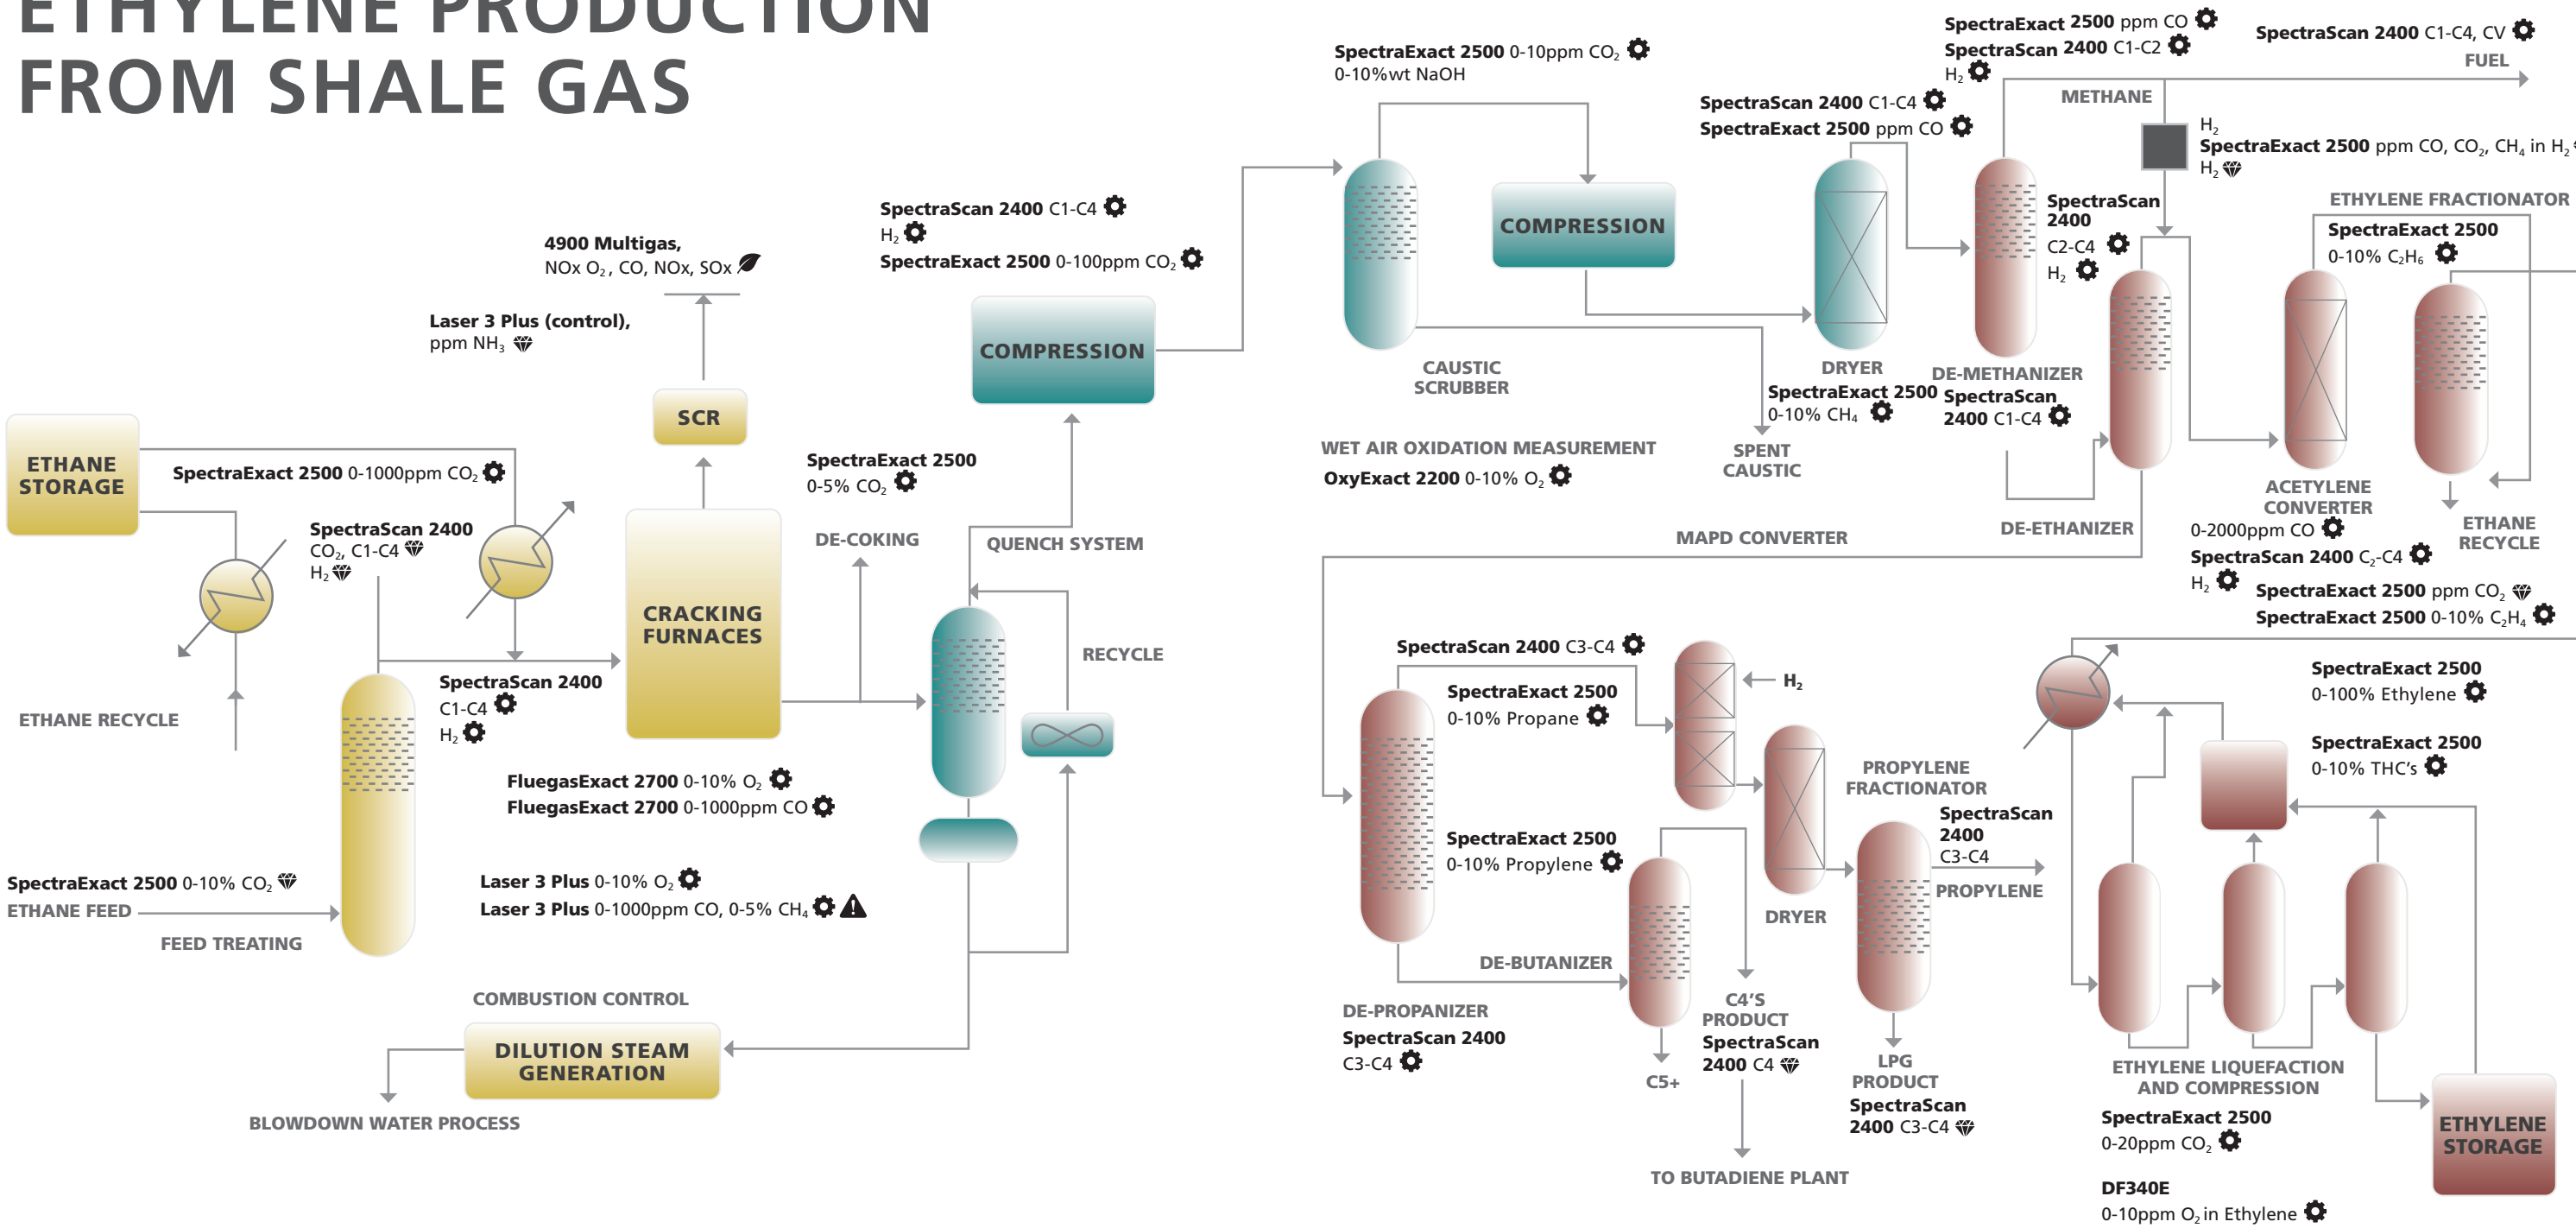 ETHYLENE PRODUCTION
FROM SHALE GAS
4900 Multigas,
NOx O₂, CO, NOx, SOx
Laser 3 Plus (control),
ppm NH₃
SCR
ETHANE
STORAGE
SpectraExact 2500 0-1000ppm CO₂
SpectraScan 2400
CO₂, C1-C4
H₂
ETHANE RECYCLE
SpectraScan 2400
C1-C4
H₂
CRACKING
FURNACES
FluegasExact 2700 0-10% O₂
FluegasExact 2700 0-1000ppm CO
Laser 3 Plus 0-10% O₂
Laser 3 Plus 0-1000ppm CO, 0-5% CH₄
SpectraExact 2500 0-10% CO₂
ETHANE FEED
FEED TREATING
COMBUSTION CONTROL
DILUTION STEAM
GENERATION
BLOWDOWN WATER PROCESS
SpectraExact 2500
0-5% CO₂
DE-COKING
QUENCH SYSTEM
RECYCLE
SpectraScan 2400 C1-C4
H₂
SpectraExact 2500 0-100ppm CO₂
COMPRESSION
SpectraExact 2500 0-10ppm CO₂
0-10%wt NaOH
COMPRESSION
CAUSTIC
SCRUBBER
WET AIR OXIDATION MEASUREMENT
OxyExact 2200 0-10% O₂
SPENT
CAUSTIC
SpectraScan 2400 C1-C4
SpectraExact 2500 ppm CO
DRYER
SpectraExact 2500
0-10% CH₄
SpectraExact 2500 ppm CO
SpectraScan 2400 C1-C2
H₂
DE-METHANIZER
SpectraScan
2400 C1-C4
SpectraScan 2400 C1-C4, CV
FUEL
METHANE
H₂
SpectraExact 2500 ppm CO, CO₂, CH₄ in H₂
H₂
SpectraScan
2400
C2-C4
H₂
DE-ETHANIZER
ETHYLENE FRACTIONATOR
SpectraExact 2500
0-10% C₂H₆
ACETYLENE
CONVERTER
0-2000ppm CO
SpectraScan 2400 C₂-C4
H₂
ETHANE
RECYCLE
SpectraExact 2500 ppm CO₂
SpectraExact 2500 0-10% C₂H₄
MAPD CONVERTER
SpectraScan 2400 C3-C4
SpectraExact 2500
0-10% Propane
H₂
SpectraExact 2500
0-10% Propylene
DRYER
PROPYLENE
FRACTIONATOR
SpectraScan
2400
C3-C4
PROPYLENE
DE-BUTANIZER
DE-PROPANIZER
SpectraScan 2400
C3-C4
C5+
C4'S
PRODUCT
SpectraScan
2400 C4
TO BUTADIENE PLANT
LPG
PRODUCT
SpectraScan
2400 C3-C4
SpectraExact 2500
0-100% Ethylene
SpectraExact 2500
0-10% THC's
ETHYLENE LIQUEFACTION
AND COMPRESSION
SpectraExact 2500
0-20ppm CO₂
DF340E
0-10ppm O₂ in Ethylene
ETHYLENE
STORAGE